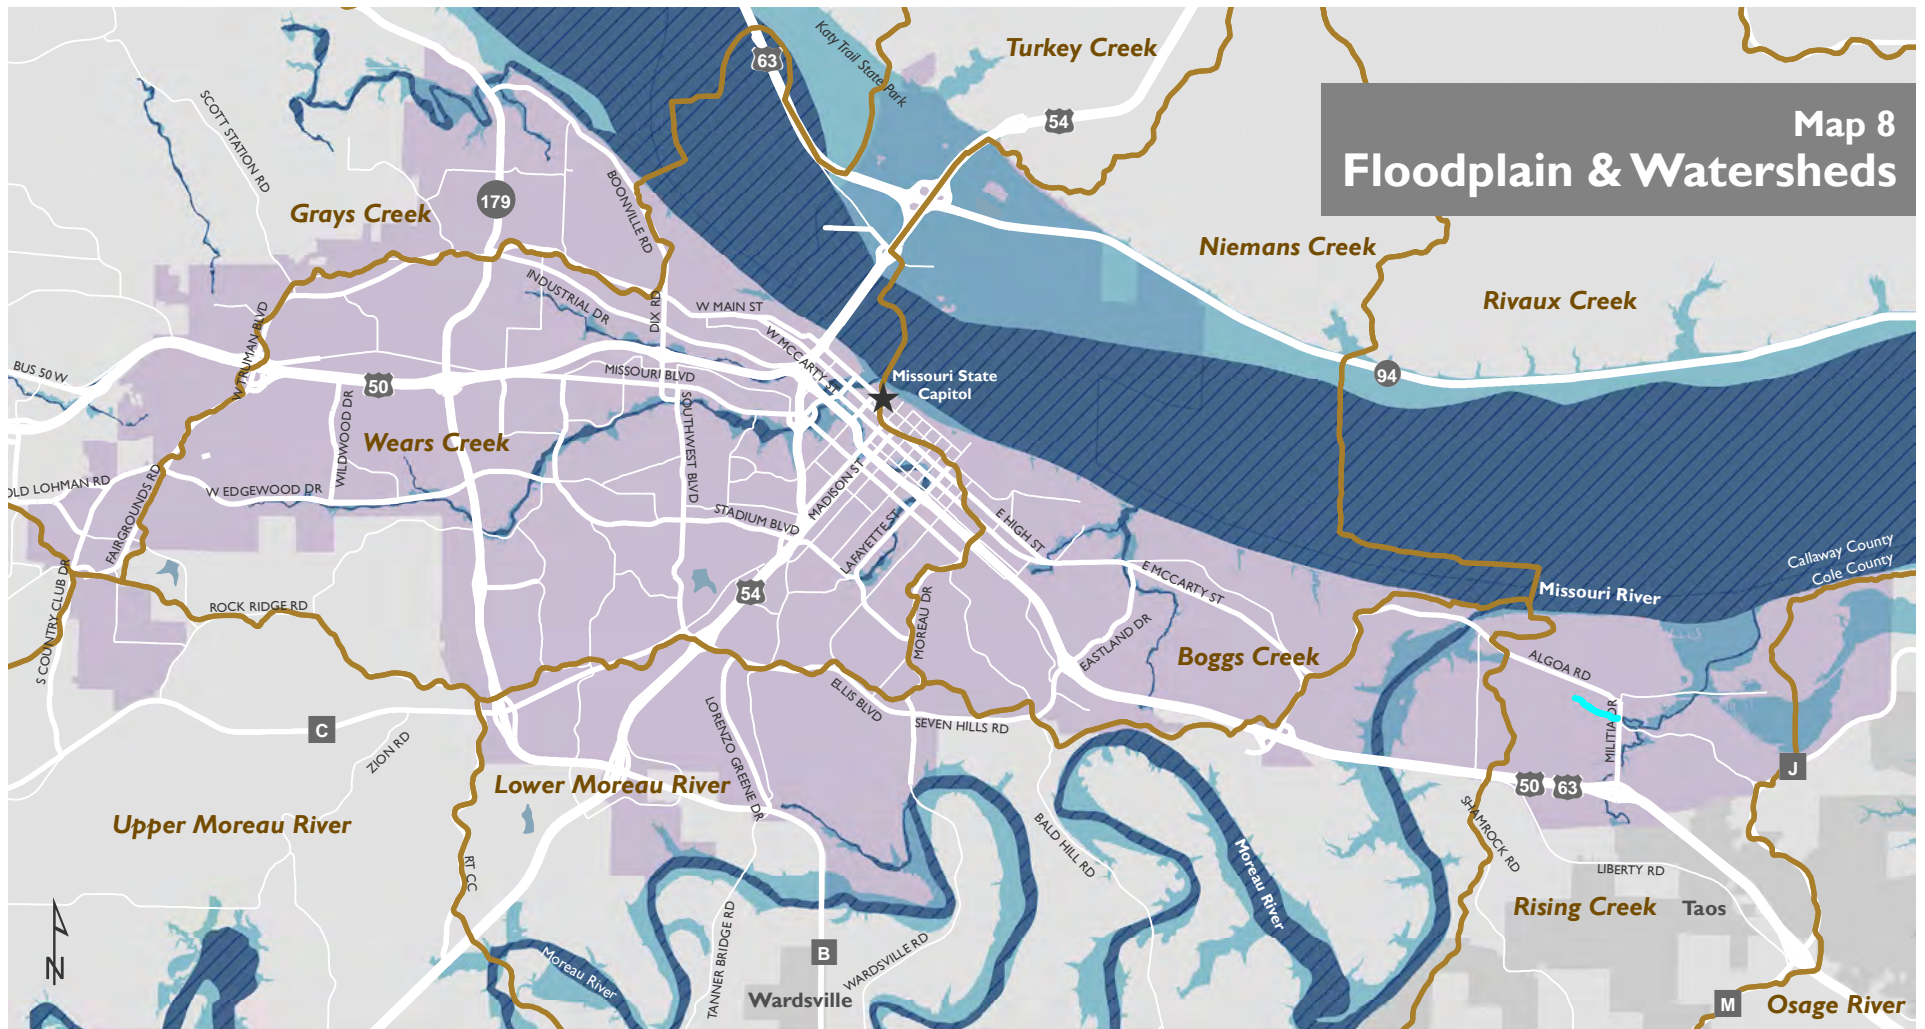 Map 8
Floodplain & Watersheds
Turkey Creek
Katy Trail State Park
63
54
SCOTT STATION RD
179
BOONVILLE RD
Grays Creek
Niemans Creek
Rivaux Creek
INDUSTRIAL DR
DIX RD
W MAIN ST
W MCCARTY ST
W TRUMAN BLVD
BUS 50 W
50
MISSOURI BLVD
Missouri State
Capitol
94
WILDWOOD DR
SOUTHWEST BLVD
Wears Creek
OLD LOHMAN RD
W EDGEWOOD DR
FAIRGROUNDS RD
MADISON ST
STADIUM BLVD
LAFAYETTE ST
E HIGH ST
E MCCARTY ST
Callaway County
Cole County
Missouri River
S COUNTRY CLUB DR
ROCK RIDGE RD
54
MOREAU DR
EASTLAND DR
Boggs Creek
ALGOA RD
MILITIA DR
C
ZION RD
LORENZO GREENE DR
ELLIS BLVD
SEVEN HILLS RD
J
50
63
Lower Moreau River
Upper Moreau River
RT CC
BALD HILL RD
Moreau River
SHAMROCK RD
LIBERTY RD
Rising Creek
Taos
N
Moreau River
TANNER BRIDGE RD
B
WARDSVILLE RD
Wardsville
M
Osage River